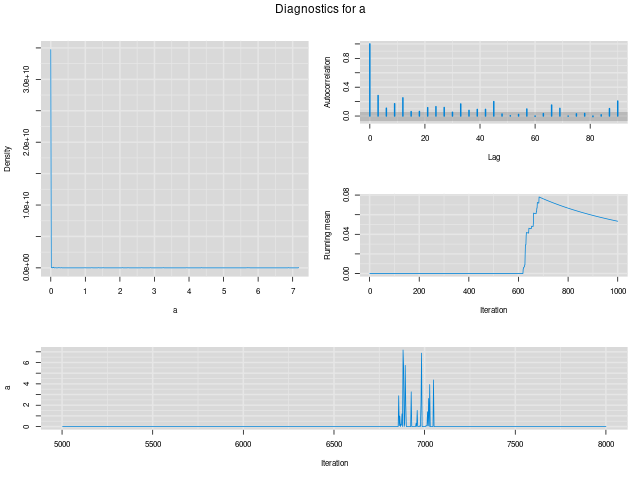 Diagnostics for a
Density
0.0e+00 1.0e+10 2.0e+10 3.0e+10
0 1 2 3 4 5 6 7
a
Autocorrelation
0.0 0.4 0.8
0 20 40 60 80
Lag
Running mean
0.00 0.04 0.08
0 200 400 600 800 1000
Iteration
a
0 2 4 6
5000 5500 6000 6500 7000 7500 8000
Iteration